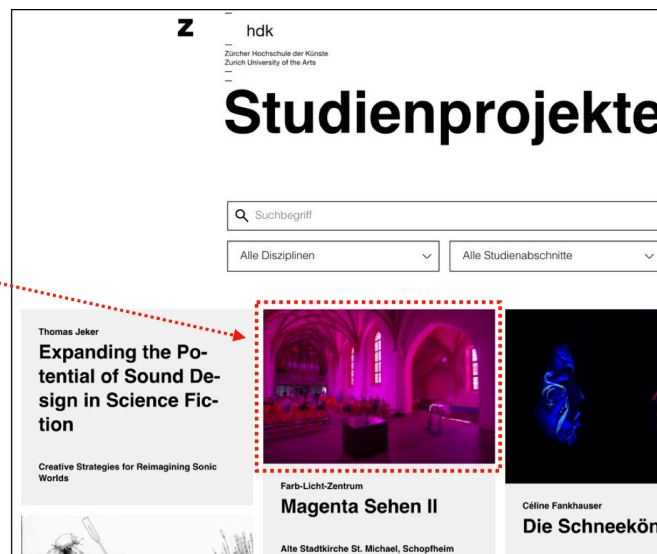 Z
hdk
Zürcher Hochschule der Künste
Zurich University of the Arts
Studienprojekte
Suchbegriff
Alle Disziplinen
Alle Studienabschnitte
Thomas Jeker
Expanding the Po-
tential of Sound De-
sign in Science Fic-
tion
Creative Strategies for Reimagining Sonic
Worlds
Farb-Licht-Zentrum
Magenta Sehen II
Alte Stadtkirche St. Michael, Schopfheim
Céline Fankhauser
Die Schneekön